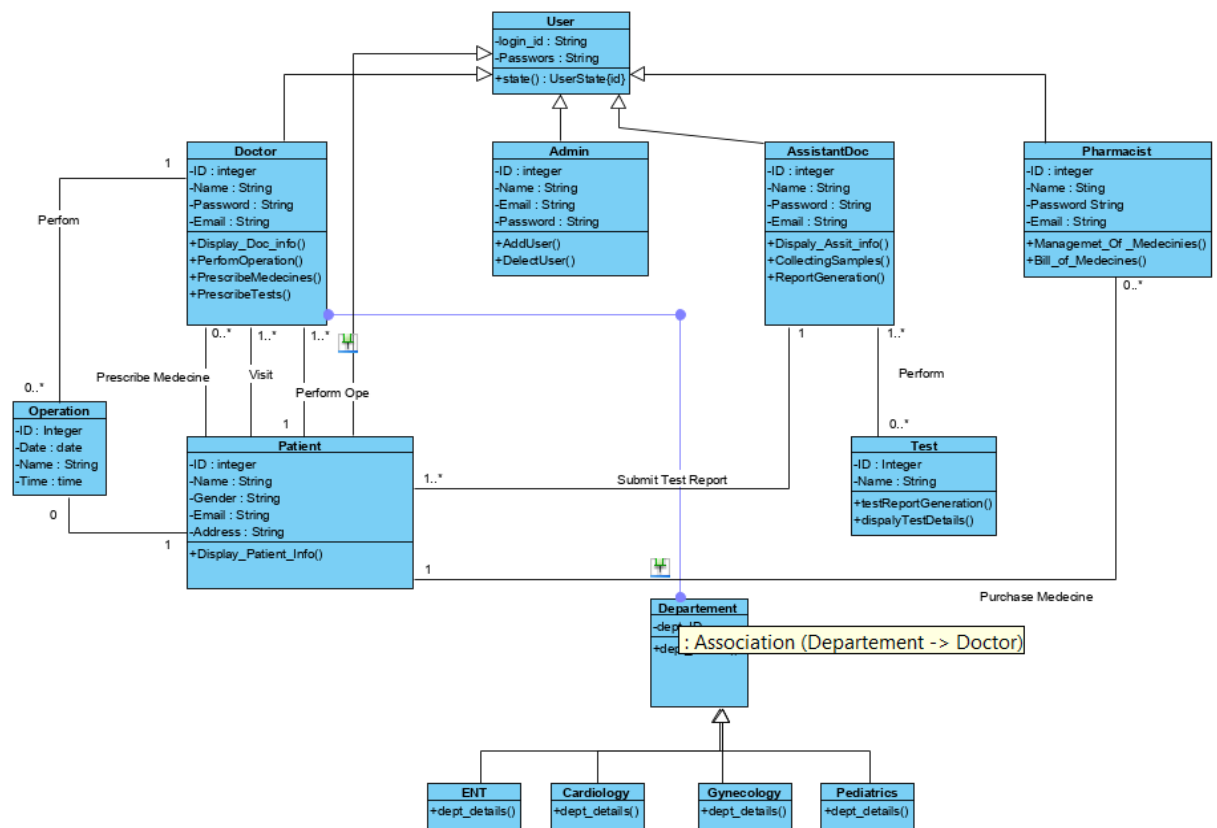 User
-login_id : String
-Passwors : String
+state() : UserState{id}
Doctor
-ID : integer
-Name : String
-Password : String
-Email : String
+Display_Doc_info()
+PerfomOperation()
+PrescribeMedecines()
+PrescribeTests()
Admin
-ID : integer
-Name : String
-Email : String
-Password : String
+AddUser()
+DelectUser()
AssistantDoc
-ID : integer
-Name : String
-Password : String
-Email : String
+Dispaly_Assit_info()
+CollectingSamples()
+ReportGeneration()
Pharmacist
-ID : integer
-Name : Sting
-Password String
-Email : String
+Managemet_Of _Medecinies()
+Bill_of_Medecines()
1
Perfom
0..*
0..*
1..*
1..*
Prescribe Medecine
Visit
Perform Ope
1
1
1..*
Perform
0..*
0..*
Operation
-ID : Integer
-Date : date
-Name : String
-Time : time
0
1
Patient
-ID : integer
-Name : String
-Gender : String
-Email : String
-Address : String
+Display_Patient_Info()
1..*
Submit Test Report
Test
-ID : Integer
-Name : String
+testReportGeneration()
+dispalyTestDetails()
1
Purchase Medecine
Departement
: Association (Departement -> Doctor)
ENT
+dept_details()
Cardiology
+dept_details()
Gynecology
+dept_details()
Pediatrics
+dept_details()